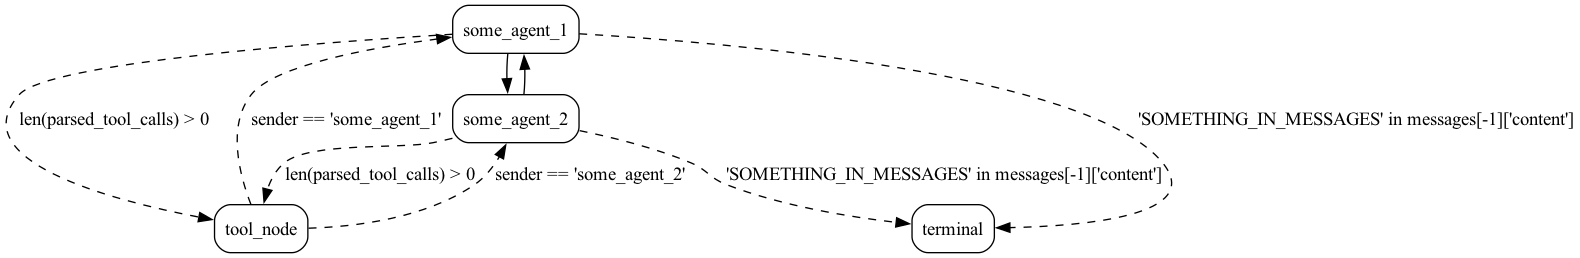 some_agent_1
len(parsed_tool_calls) > 0
sender == 'some_agent_1'
some_agent_2
'SOMETHING_IN_MESSAGES' in messages[-1]['content']
len(parsed_tool_calls) > 0
sender == 'some_agent_2'
'SOMETHING_IN_MESSAGES' in messages[-1]['content']
tool_node
terminal